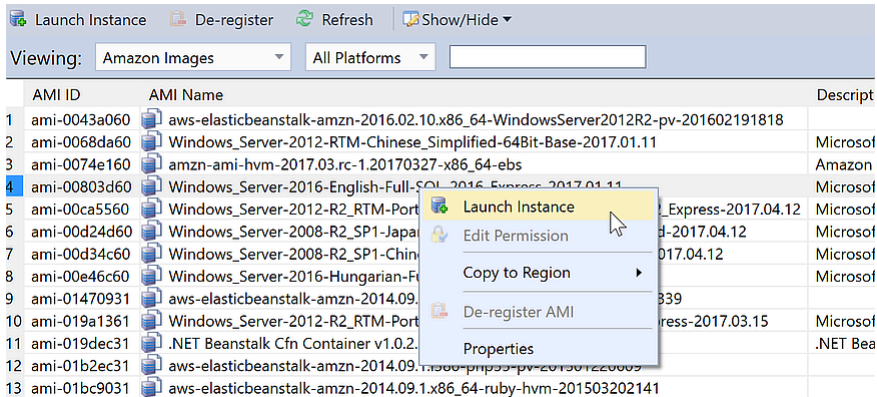 Launch Instance De-register Refresh Show/Hide
Viewing: Amazon Images All Platforms
AMI ID AMI Name Descript
1 ami-0043a060 aws-elasticbeanstalk-amzn-2016.02.10.x86_64-WindowsServer2012R2-pv-201602191818
2 ami-0068da60 Windows_Server-2012-RTM-Chinese_Simplified-64Bit-Base-2017.01.11 Microsof
3 ami-0074e160 amzn-ami-hvm-2017.03.rc-1.20170327-x86_64-ebs Amazon
4 ami-00803d60 Windows_Server-2016-English-Full-SQL_2016_Express-2017.01.11 Microsof
Launch Instance
5 ami-00ca5560 Windows_Server-2012-R2_RTM-Port 2_Express-2017.04.12 Microsof
6 ami-00d24d60 Windows_Server-2008-R2_SP1-Japa d-2017.04.12 Microsof
Edit Permission
7 ami-00d34c60 Windows_Server-2008-R2_SP1-Chin 017.04.12 Microsof
Copy to Region
8 ami-00e46c60 Windows_Server-2016-Hungarian-Fu Microsof
9 ami-01470931 aws-elasticbeanstalk-amzn-2014.09. 339
De-register AMI
10 ami-019a1361 Windows_Server-2012-R2_RTM-Port ress-2017.03.15 Microsof
11 ami-019dec31 .NET Beanstalk Cfn Container v1.0.2. .NET Bea
Properties
12 ami-01b2ec31 aws-elasticbeanstalk-amzn-2014.09.1.i386-php55-pv-201501220609
13 ami-01bc9031 aws-elasticbeanstalk-amzn-2014.09.1.x86_64-ruby-hvm-201503202141